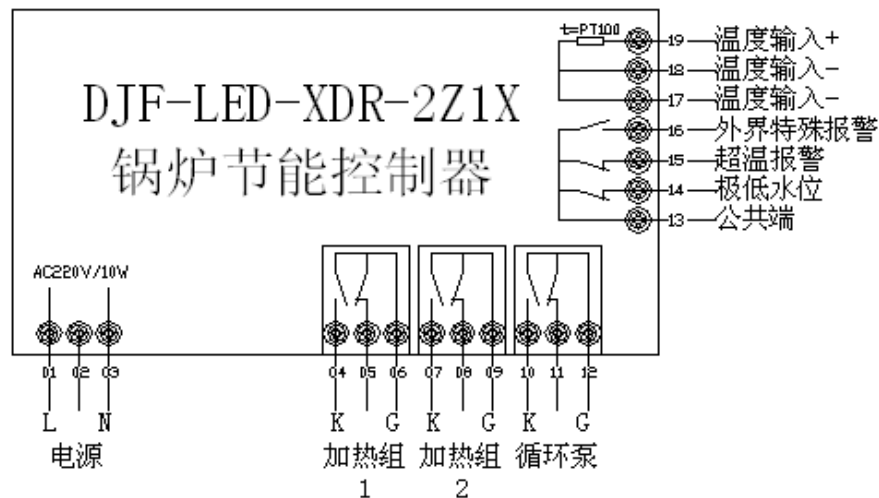 t=PT100
19 温度输入+
18 温度输入-
17 温度输入-
16 外界特殊报警
15 超温报警
14 极低水位
13 公共端
DJF-LED-XDR-2Z1X
锅炉节能控制器
AC220V/10W
01 02 03 04 05 06 07 08 09 10 11 12
L N K G K G K G
电源 加热组 加热组 循环泵
1 2